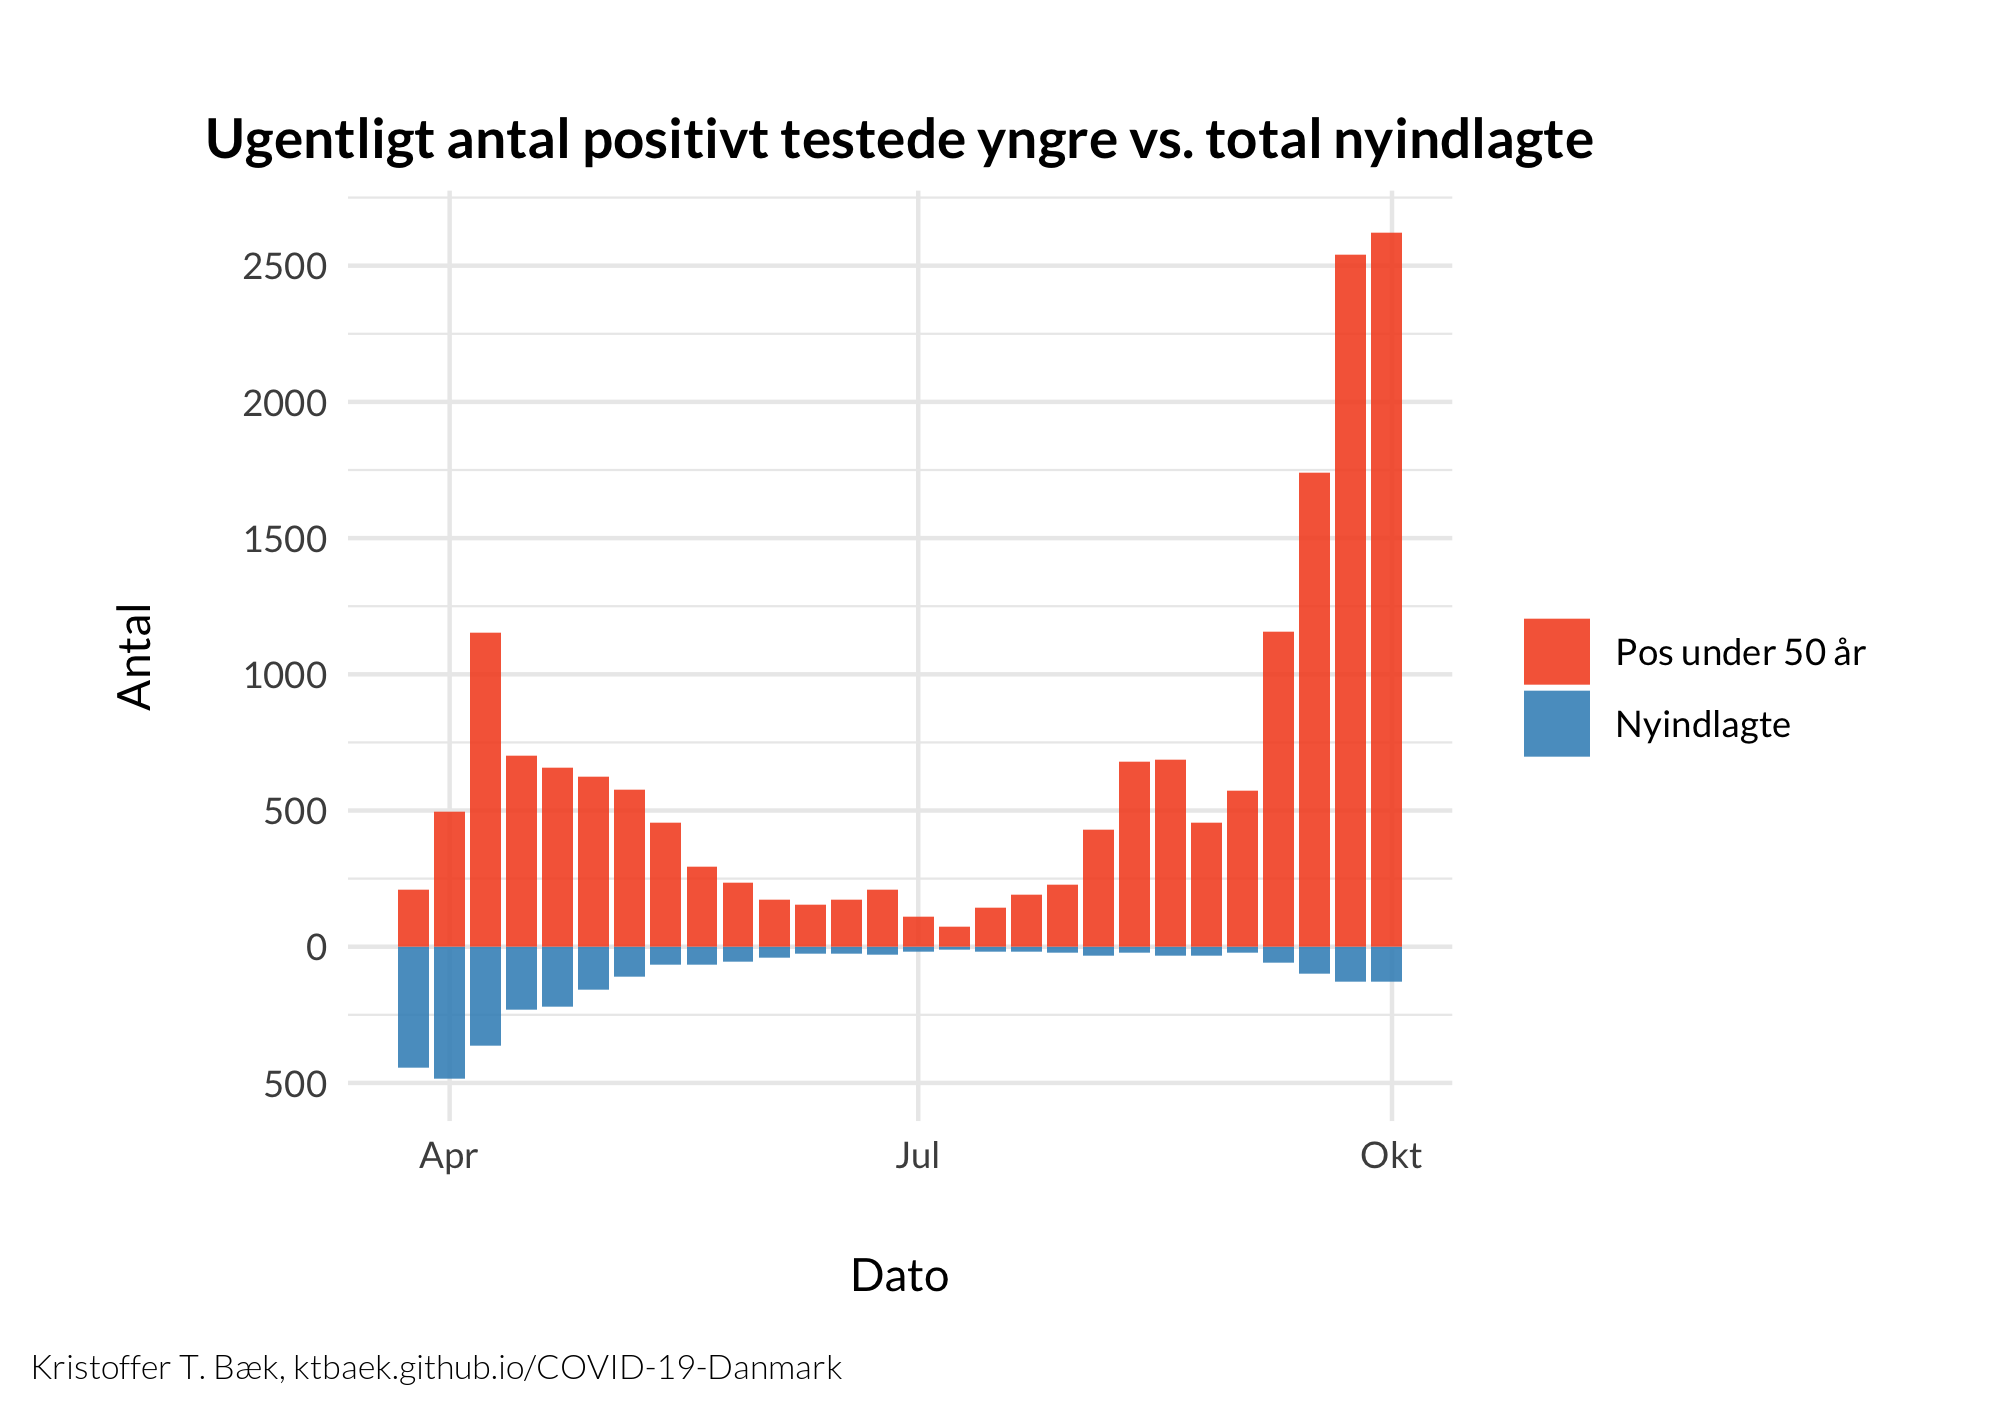 Ugentligt antal positivt testede yngre vs. total nyindlagte
2500
2000
1500
1000
500
0
500
Antal
Apr
Jul
Okt
Dato
Pos under 50 år
Nyindlagte
Kristoffer T. Bæk, ktbaek.github.io/COVID-19-Danmark